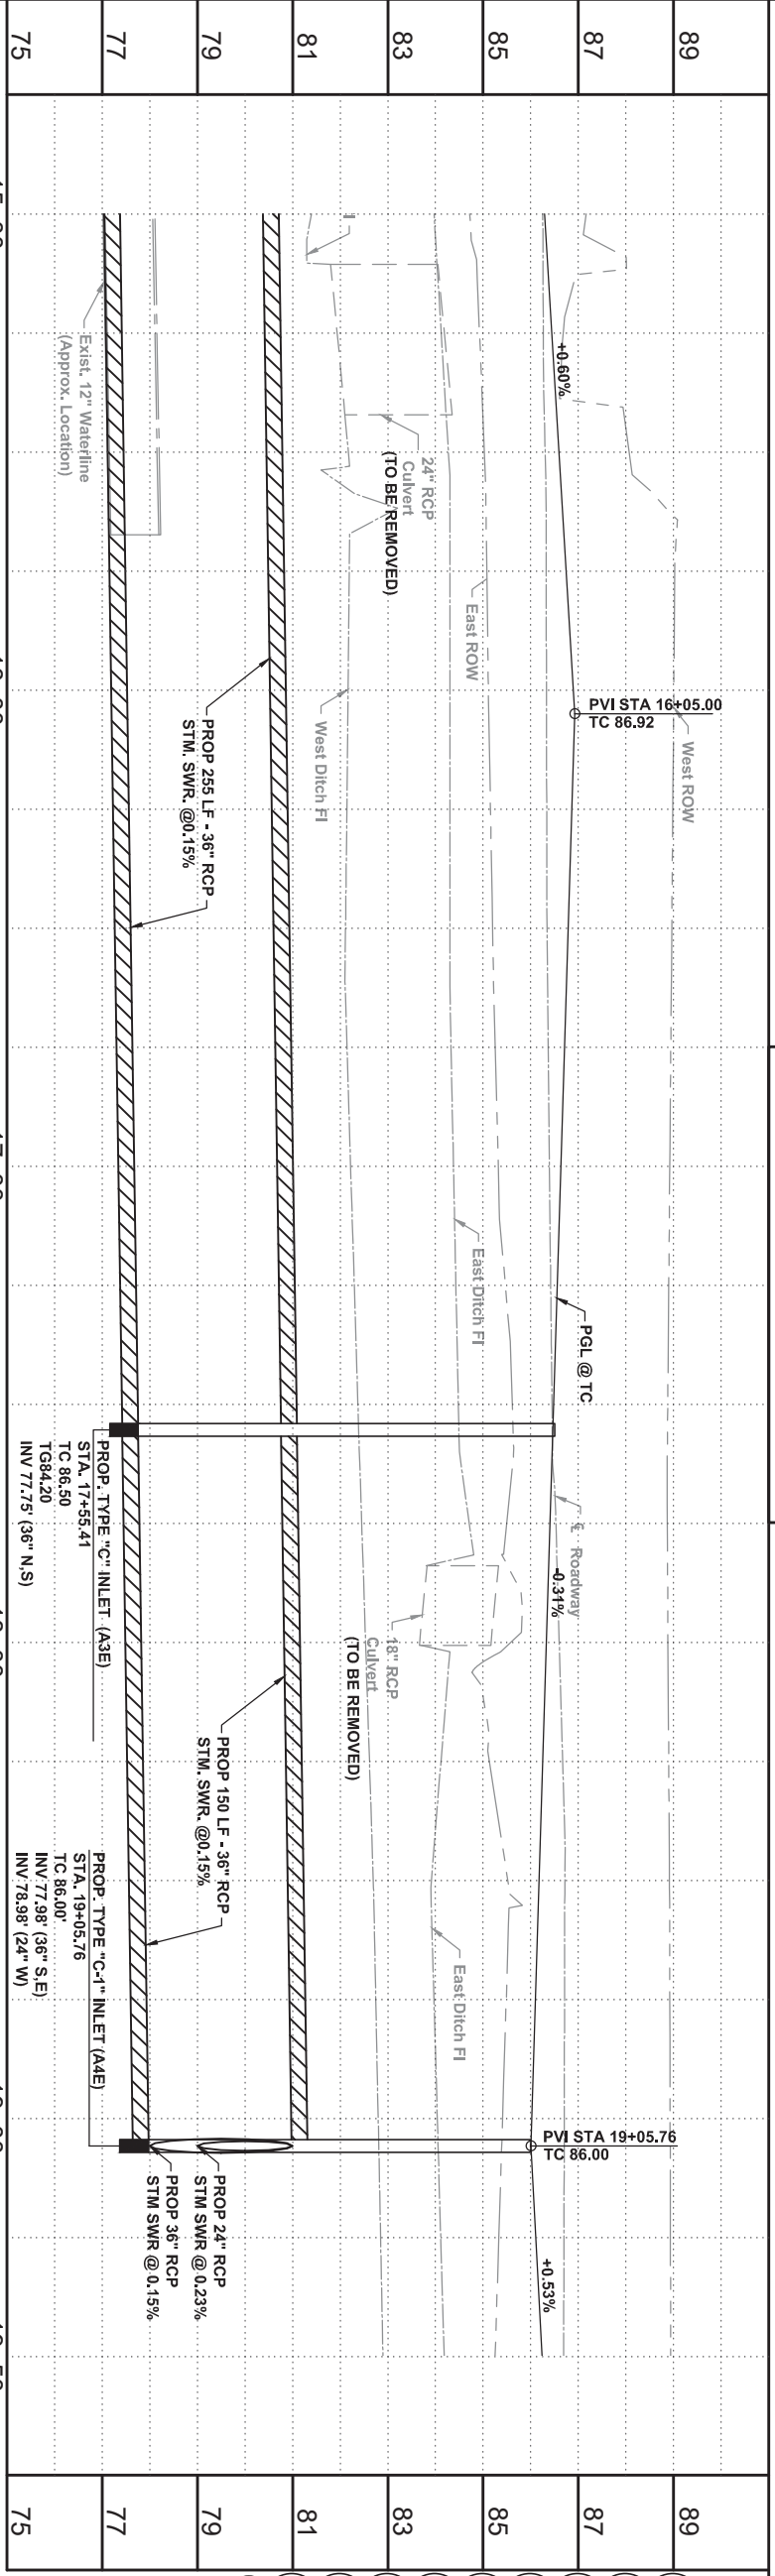 89
87
85
83
81
79
77
75
+0.60%
PVI STA 16+05.00
TC 86.92
West ROW
24" RCP
Culvert
(TO BE REMOVED)
East ROW
West Ditch Fl
Exist. 12" Waterline
(Approx. Location)
PROP 255 LF - 36" RCP
STM. SWR. @0.15%
East Ditch Fl
PGL @ TC
℄ Roadway
-0.31%
18" RCP
Culvert
(TO BE REMOVED)
PROP. TYPE "C" INLET (A3E)
STA. 17+55.41
TC 86.50
TG84.20
INV 77.75' (36" N,S)
PROP 150 LF - 36" RCP
STM. SWR. @0.15%
East Ditch Fl
PROP. TYPE "C-1" INLET (A4E)
STA. 19+05.76
TC 86.00'
INV 77.98' (36" S,E)
INV 78.98' (24" W)
PVI STA 19+05.76
TC 86.00
+0.53%
PROP 24" RCP
STM SWR @ 0.23%
PROP 36" RCP
STM SWR @ 0.15%
89
87
85
83
81
79
77
75